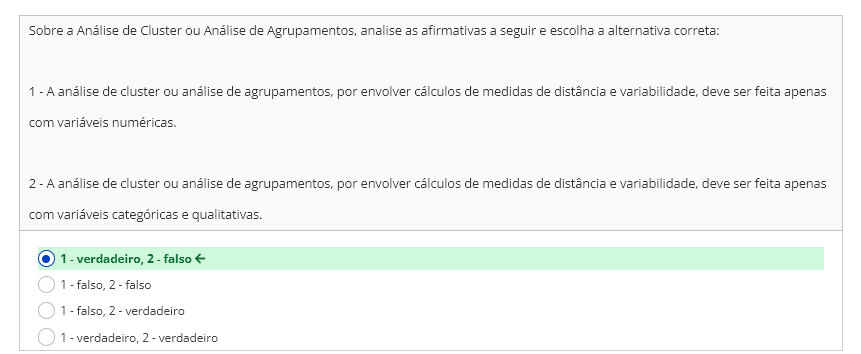 Sobre a Análise de Cluster ou Análise de Agrupamentos, analise as afirmativas a seguir e escolha a alternativa correta:
1 - A análise de cluster ou análise de agrupamentos, por envolver cálculos de medidas de distância e variabilidade, deve ser feita apenas
com variáveis numéricas.
2 - A análise de cluster ou análise de agrupamentos, por envolver cálculos de medidas de distância e variabilidade, deve ser feita apenas
com variáveis categóricas e qualitativas.
1 - verdadeiro, 2 - falso ←
1 - falso, 2 - falso
1 - falso, 2 - verdadeiro
1 - verdadeiro, 2 - verdadeiro